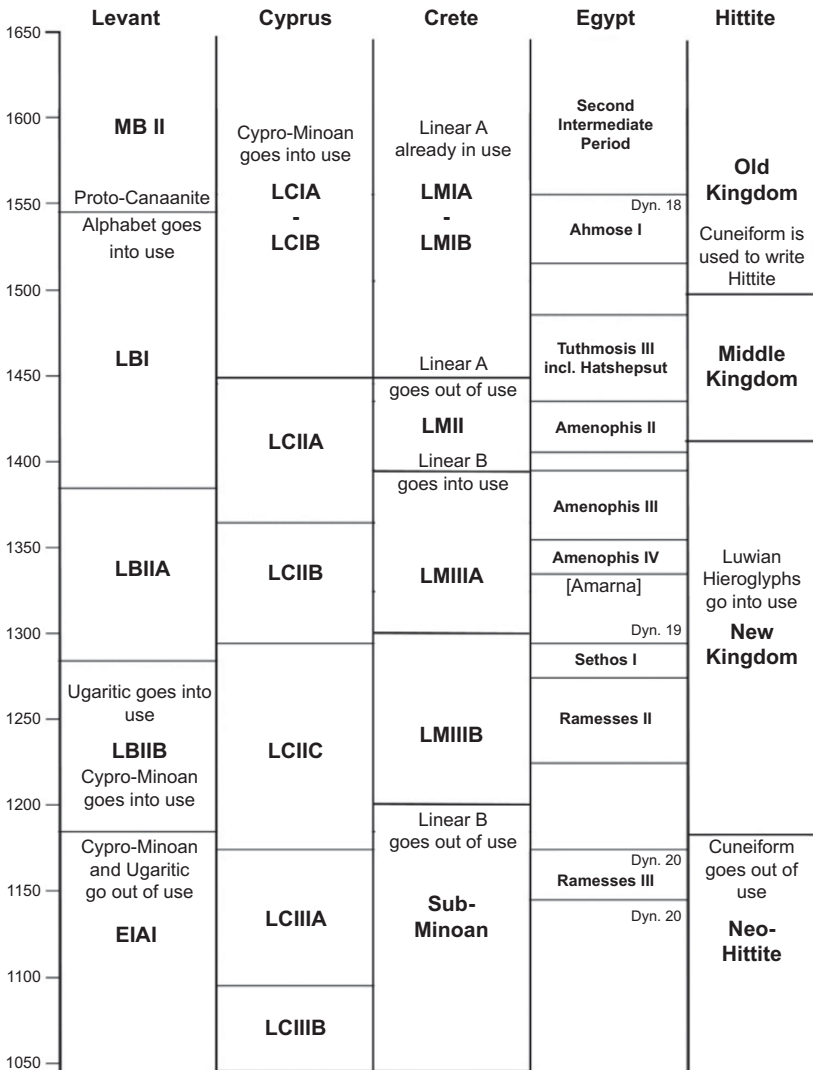 Levant
Cyprus
Crete
Egypt
Hittite
1650
1600
1550
1500
1450
1400
1350
1300
1250
1200
1150
1100
1050
MB II
Proto-Canaanite
Alphabet goes
into use
LBI
LBIIA
Ugaritic goes into
use
LBIIB
Cypro-Minoan
goes into use
Cypro-Minoan
and Ugaritic
go out of use
EIAI
Cypro-Minoan
goes into use
LCIA
-
LCIB
LCIIA
LCIIB
LCIIC
LCIIIA
LCIIIB
Linear A
already in use
LMIA
-
LMIB
Linear A
goes out of use
LMII
Linear B
goes into use
LMIIIA
LMIIIB
Linear B
goes out of use
Sub-
Minoan
Second
Intermediate
Period
Dyn. 18
Ahmose I
Tuthmosis III
incl. Hatshepsut
Amenophis II
Amenophis III
Amenophis IV
[Amarna]
Dyn. 19
Sethos I
Ramesses II
Dyn. 20
Ramesses III
Dyn. 20
Old
Kingdom
Cuneiform is
used to write
Hittite
Middle
Kingdom
Luwian
Hieroglyphs
go into use
New
Kingdom
Cuneiform
goes out of
use
Neo-
Hittite